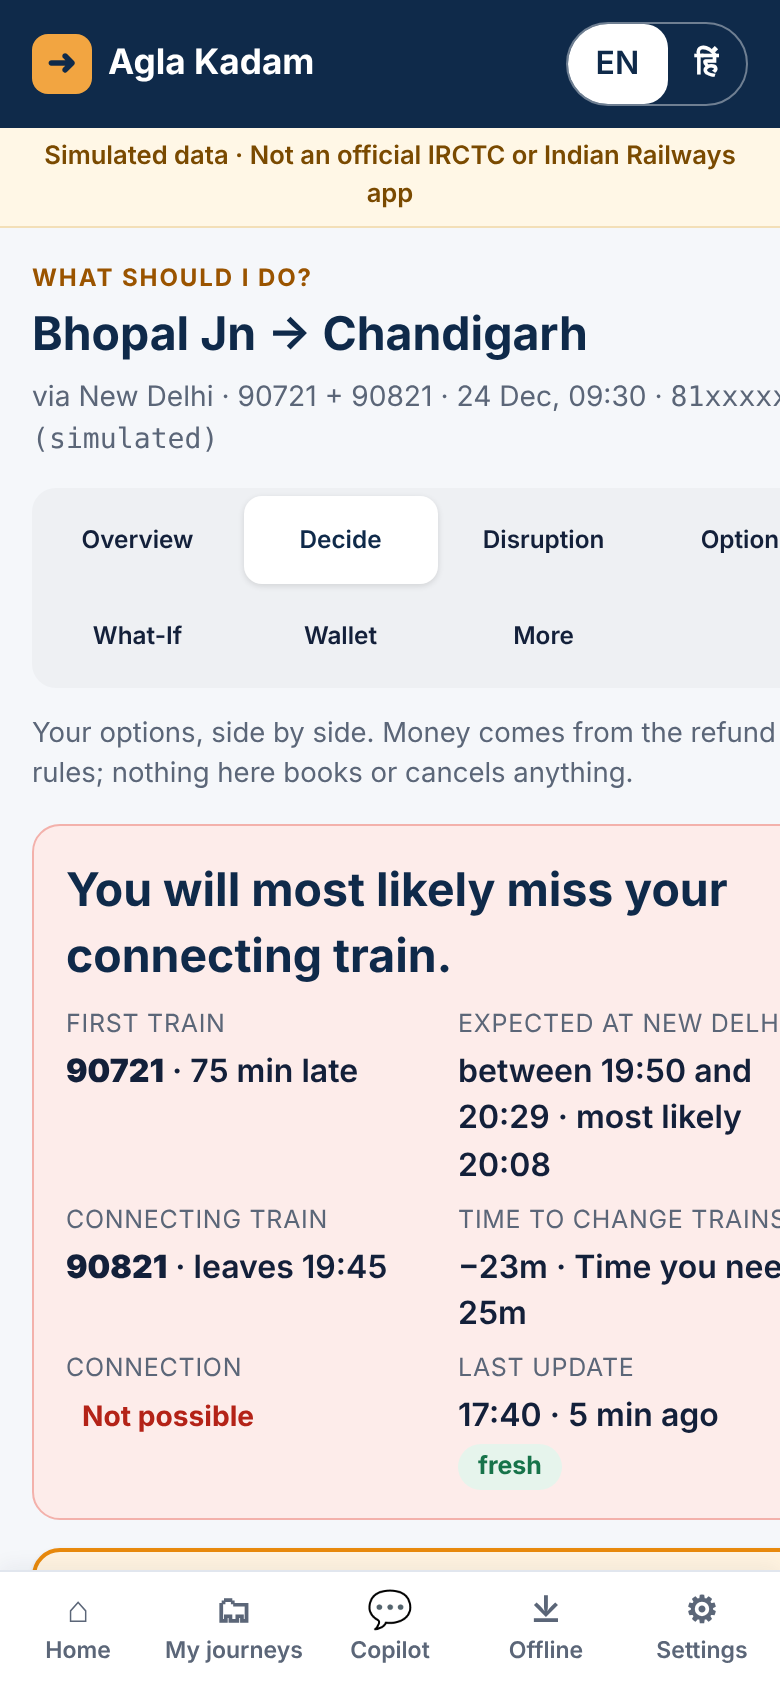 Agla Kadam
EN
हिं
Simulated data · Not an official IRCTC or Indian Railways
app
WHAT SHOULD I DO?
Bhopal Jn → Chandigarh
via New Delhi · 90721 + 90821 · 24 Dec, 09:30 · 81xxxxx
(simulated)
Overview
Decide
Disruption
Option
What-If
Wallet
More
Your options, side by side. Money comes from the refund
rules; nothing here books or cancels anything.
You will most likely miss your
connecting train.
FIRST TRAIN
90721 · 75 min late
EXPECTED AT NEW DELH
between 19:50 and
20:29 · most likely
20:08
CONNECTING TRAIN
90821 · leaves 19:45
TIME TO CHANGE TRAINS
−23m · Time you nee
25m
CONNECTION
Not possible
LAST UPDATE
17:40 · 5 min ago
fresh
Home
My journeys
Copilot
Offline
Settings